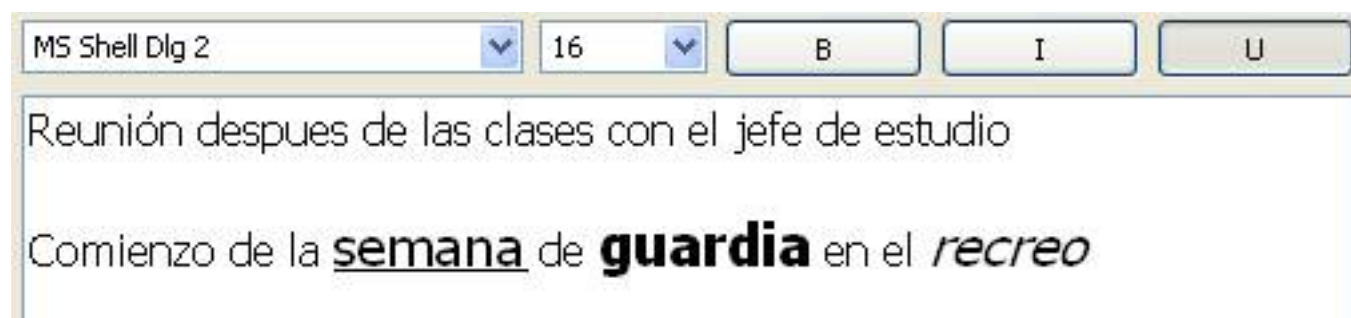 MS Shell Dlg 2 16 B I U
Reunión despues de las clases con el jefe de estudio
Comienzo de la semana de guardia en el recreo